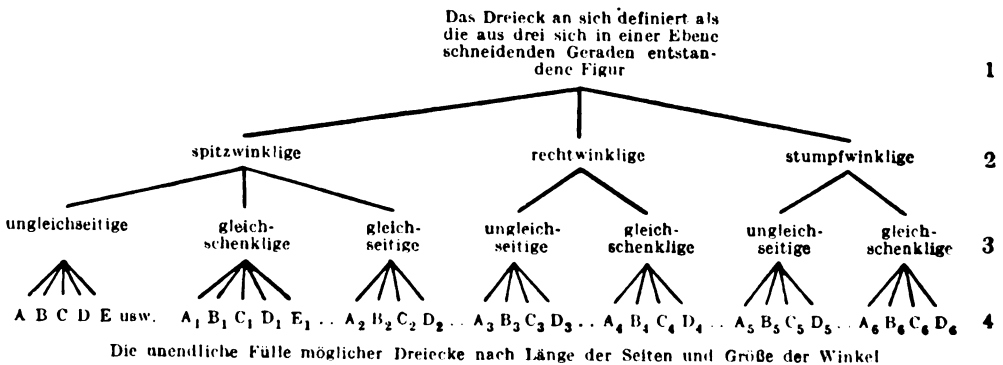 Das Dreieck an sich definiert als
die aus drei sich in einer Ebene
schneidenden Geraden entstan-
dene Figur
1
spitzwinklige rechtwinklige stumpfwinklige 2
ungleichseitige gleich-
schenklige gleich-
seitige ungleich-
seitige gleich-
schenklige ungleich-
seitige gleich-
schenklige 3
A B C D E usw. A₁ B₁ C₁ D₁ E₁ . . A₂ B₂ C₂ D₂ . . A₃ B₃ C₃ D₃ . . A₄ B₄ C₄ D₄ . . A₅ B₅ C₅ D₅ . . A₆ B₆ C₆ D₆ 4
Die unendliche Fülle möglicher Dreiecke nach Länge der Seiten und Größe der Winkel